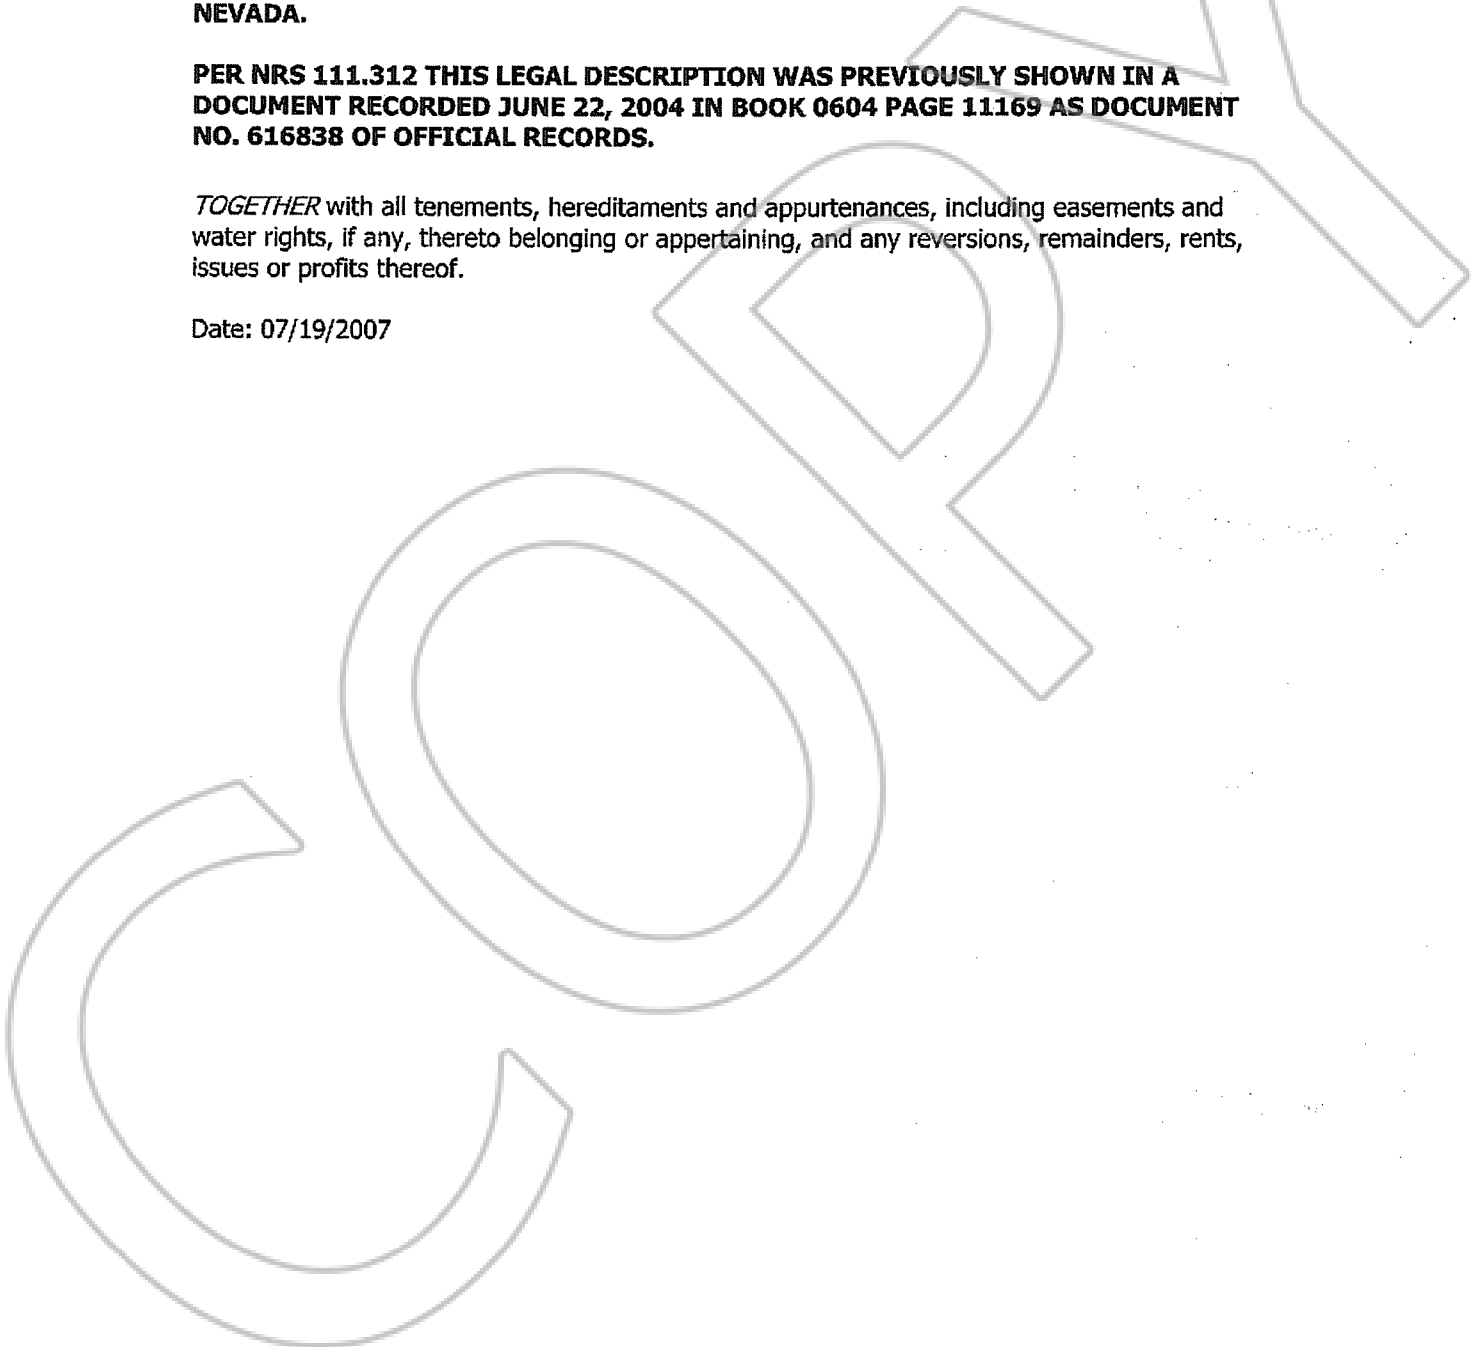 NEVADA.
PER NRS 111.312 THIS LEGAL DESCRIPTION WAS PREVIOUSLY SHOWN IN A
DOCUMENT RECORDED JUNE 22, 2004 IN BOOK 0604 PAGE 11169 AS DOCUMENT
NO. 616838 OF OFFICIAL RECORDS.
TOGETHER with all tenements, hereditaments and appurtenances, including easements and
water rights, if any, thereto belonging or appertaining, and any reversions, remainders, rents,
issues or profits thereof.
Date: 07/19/2007
COPY